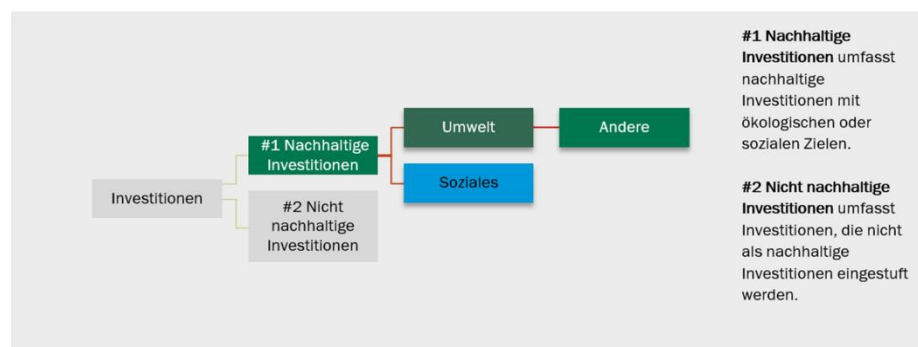 Investitionen
#1 Nachhaltige
Investitionen
#2 Nicht
nachhaltige
Investitionen
Umwelt
Andere
Soziales
#1 Nachhaltige
Investitionen umfasst
nachhaltige
Investitionen mit
ökologischen oder
sozialen Zielen.
#2 Nicht nachhaltige
Investitionen umfasst
Investitionen, die nicht
als nachhaltige
Investitionen eingestuft
werden.